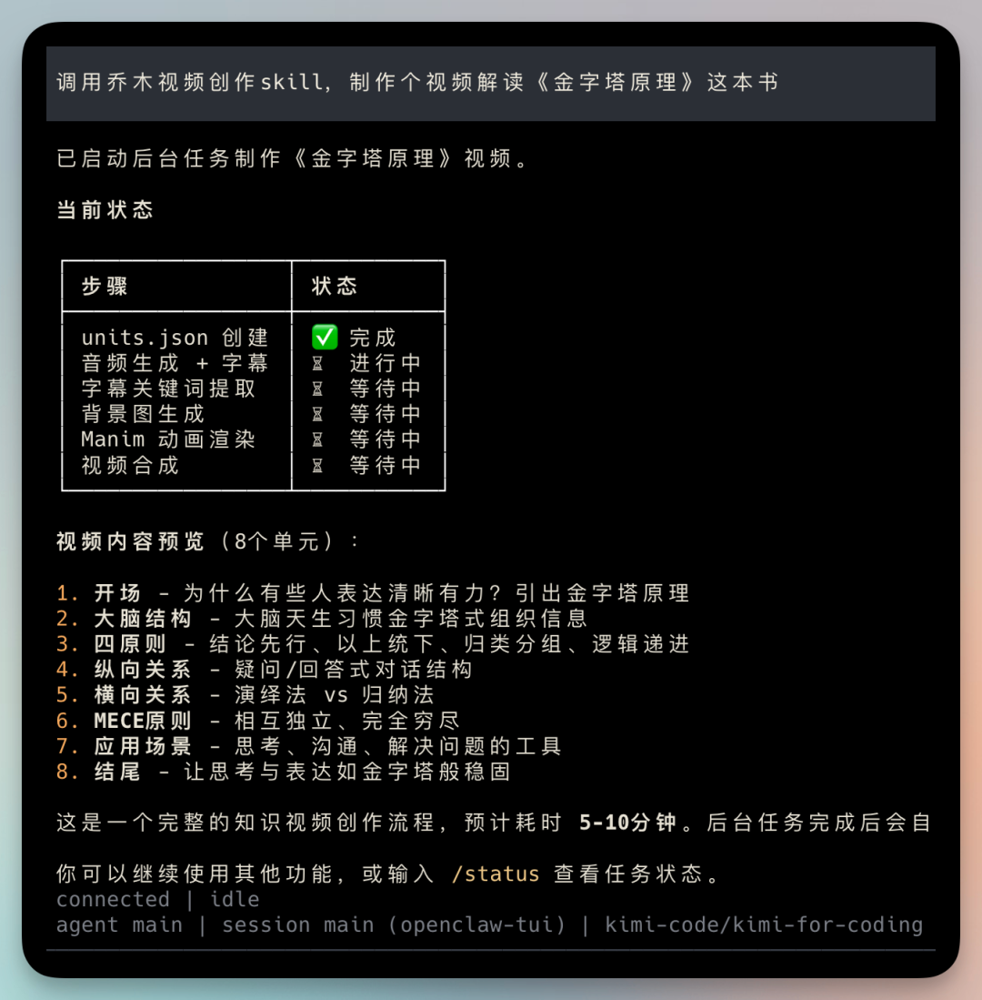 调用乔木视频创作skill, 制作个视频解读《金字塔原理》这本书
已启动后台任务制作《金字塔原理》视频。
当前状态
步骤 状态
units.json 创建 ✅ 完成
音频生成 + 字幕 ⏳ 进行中
字幕关键词提取 ⏳ 等待中
背景图生成 ⏳ 等待中
Manim 动画渲染 ⏳ 等待中
视频合成 ⏳ 等待中
视频内容预览（8个单元）：
1. 开场 - 为什么有些人表达清晰有力？引出金字塔原理
2. 大脑结构 - 大脑天生习惯金字塔式组织信息
3. 四原则 - 结论先行、以上统下、归类分组、逻辑递进
4. 纵向关系 - 疑问/回答式对话结构
5. 横向关系 - 演绎法 vs 归纳法
6. MECE原则 - 相互独立、完全穷尽
7. 应用场景 - 思考、沟通、解决问题的工具
8. 结尾 - 让思考与表达如金字塔般稳固
这是一个完整的知识视频创作流程，预计耗时 5-10分钟。后台任务完成后会自
你可以继续使用其他功能，或输入 /status 查看任务状态。
connected | idle
agent main | session main (openclaw-tui) | kimi-code/kimi-for-coding